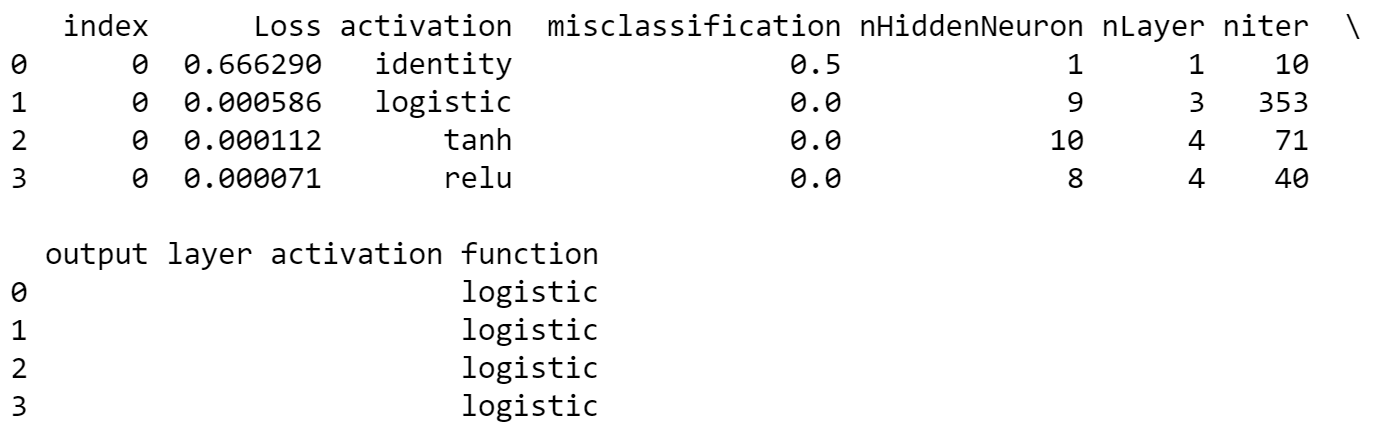 index Loss activation misclassification nHiddenNeuron nLayer niter \
0 0 0.666290 identity 0.5 1 1 10
1 0 0.000586 logistic 0.0 9 3 353
2 0 0.000112 tanh 0.0 10 4 71
3 0 0.000071 relu 0.0 8 4 40
output layer activation function
0 logistic
1 logistic
2 logistic
3 logistic